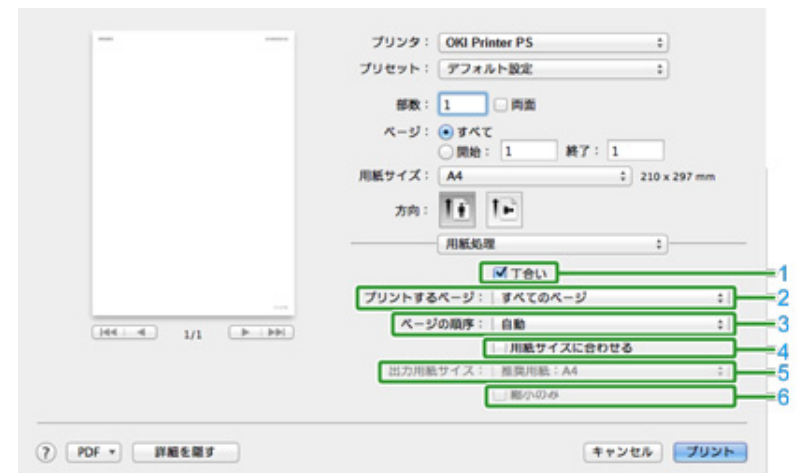 プリンタ： OKI Printer PS
プリセット： デフォルト設定
部数： 1 両面
ページ： すべて
開始： 1 終了： 1
用紙サイズ： A4 210 x 297 mm
方向：
用紙処理
丁合い 1
プリントするページ： すべてのページ 2
ページの順序： 自動 3
用紙サイズに合わせる 4
1/1
出力用紙サイズ： 推奨用紙：A4 5
縮小のみ 6
? PDF 詳細を隠す キャンセル プリント